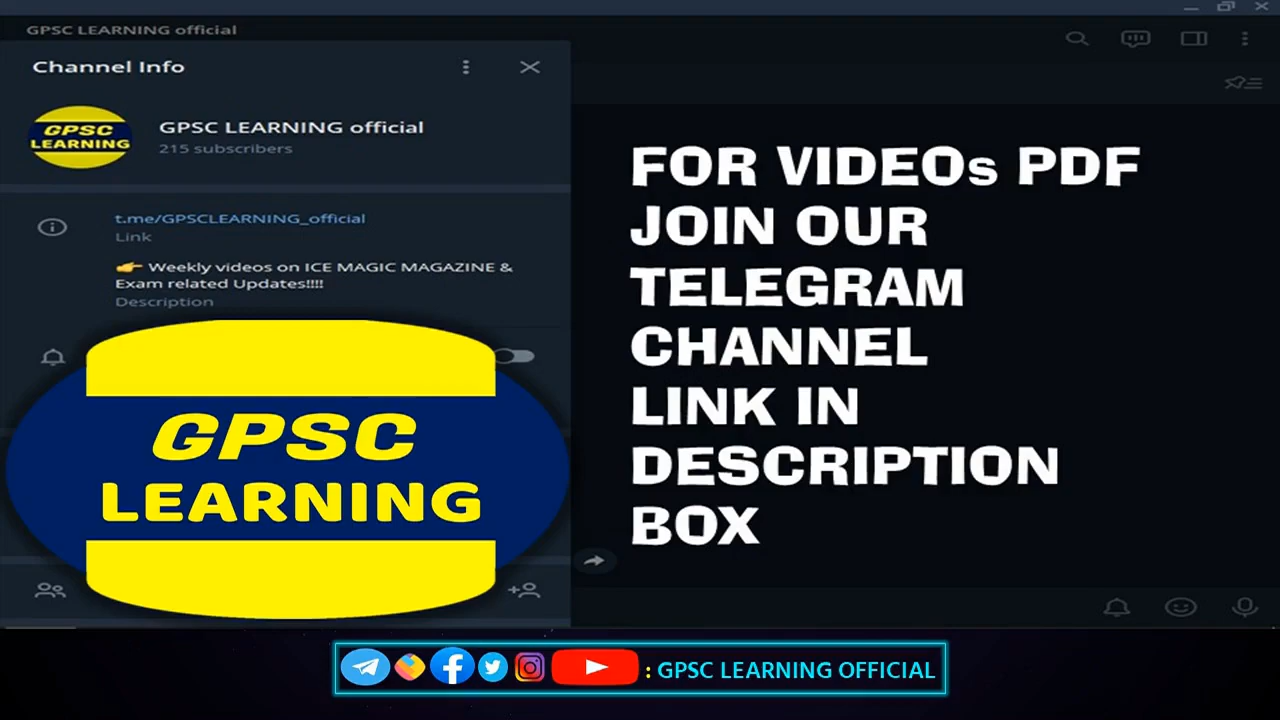 GPSC LEARNING official
Channel Info
GPSC
LEARNING
GPSC LEARNING official
215 subscribers
t.me/GPSCLEARNING_official
Link
👉 Weekly videos on ICE MAGIC MAGAZINE &
Exam related Updates!!!!
Description
GPSC
LEARNING
FOR VIDEOs PDF
JOIN OUR
TELEGRAM
CHANNEL
LINK IN
DESCRIPTION
BOX
: GPSC LEARNING OFFICIAL